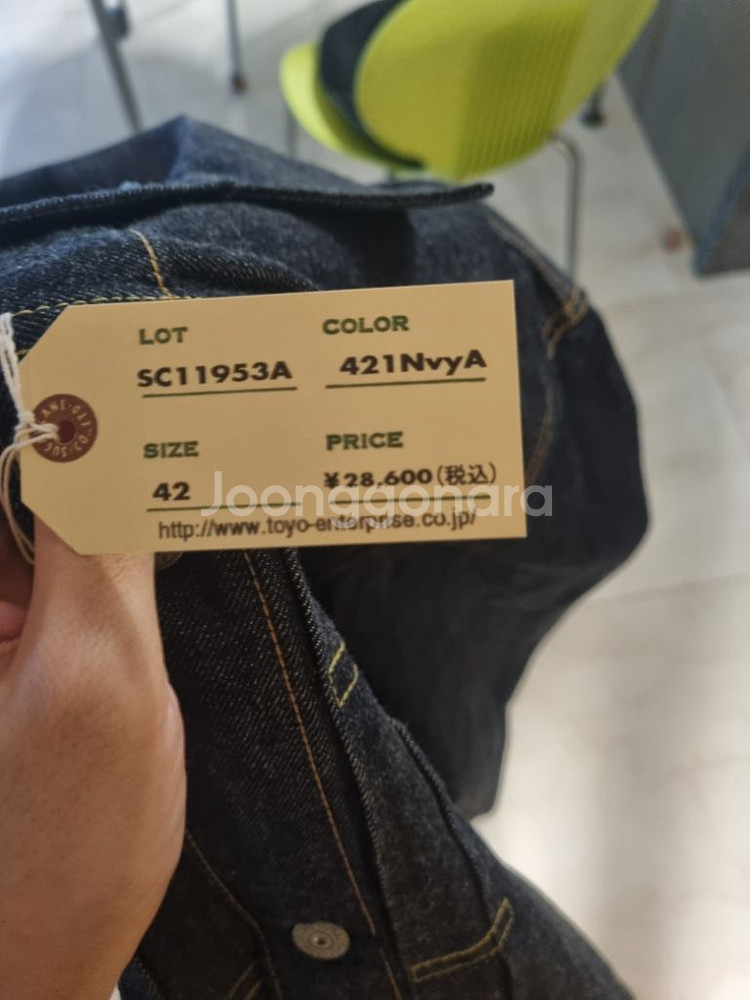 LOT COLOR
SC11953A 421NvyA
SIZE PRICE
42 ¥28,600(税込)
Joonggonara
http://www.toyo-enterprise.co.jp/